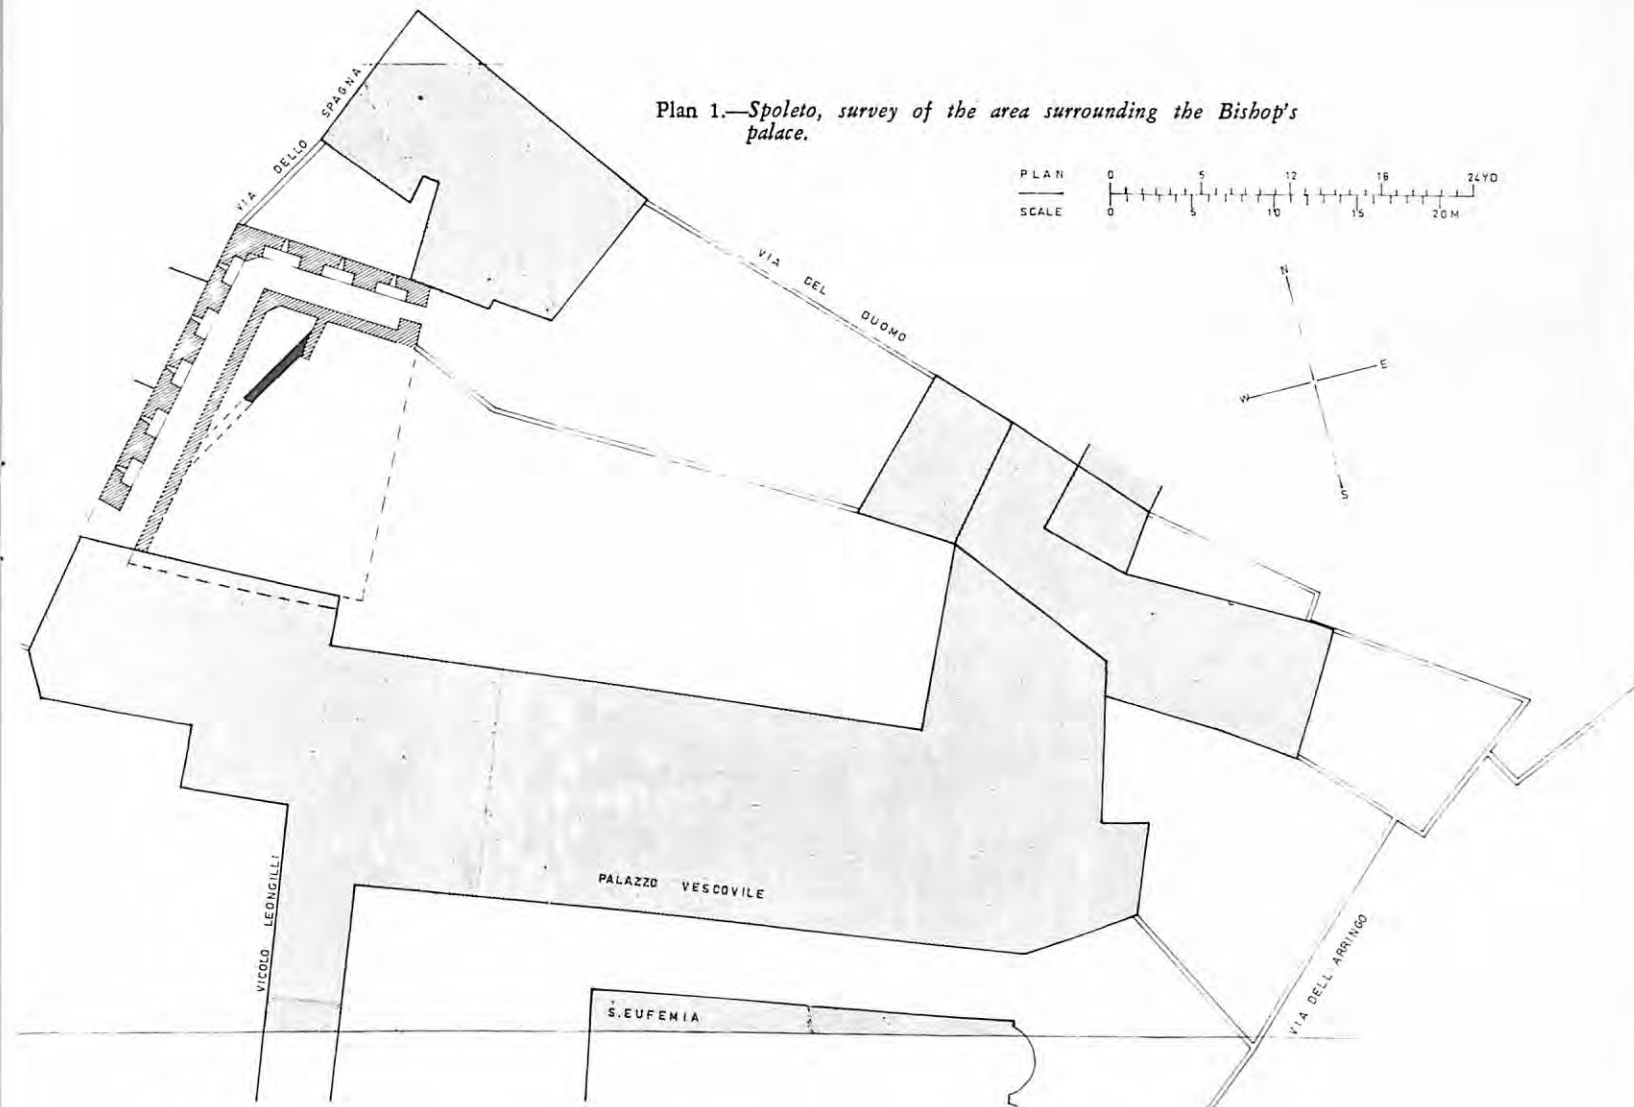 Plan 1.—Spoleto, survey of the area surrounding the Bishop's
palace.
PLAN
SCALE
0 5 12 18 24YD
0 5 10 15 20M
VIA DELLO SPAGNA
VIA DEL DUOMO
N
E
W
S
PALAZZO VESCOVILE
VICOLO LEONCILLI
S.EUFEMIA
VIA DELL ARRINGO